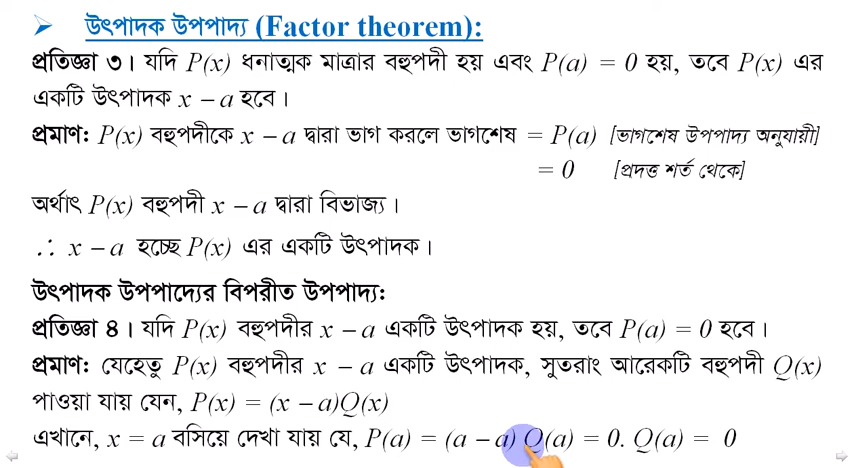 ➢ উৎপাদক উপপাদ্য (Factor theorem):
প্রতিজ্ঞা ৩। যদি P(x) ধনাত্মক মাত্রার বহুপদী হয় এবং P(a) = 0 হয়, তবে P(x) এর
একটি উৎপাদক x – a হবে।
প্রমাণ: P(x) বহুপদীকে x – a দ্বারা ভাগ করলে ভাগশেষ = P(a) [ভাগশেষ উপপাদ্য অনুযায়ী]
= 0 [প্রদত্ত শর্ত থেকে]
অর্থাৎ P(x) বহুপদী x – a দ্বারা বিভাজ্য।
∴ x – a হচ্ছে P(x) এর একটি উৎপাদক।
উৎপাদক উপপাদ্যের বিপরীত উপপাদ্য:
প্রতিজ্ঞা ৪। যদি P(x) বহুপদীর x – a একটি উৎপাদক হয়, তবে P(a) = 0 হবে।
প্রমাণ: যেহেতু P(x) বহুপদীর x – a একটি উৎপাদক, সুতরাং আরেকটি বহুপদী Q(x)
পাওয়া যায় যেন, P(x) = (x – a)Q(x)
এখানে, x = a বসিয়ে দেখা যায় যে, P(a) = (a – a) Q(a) = 0. Q(a) = 0